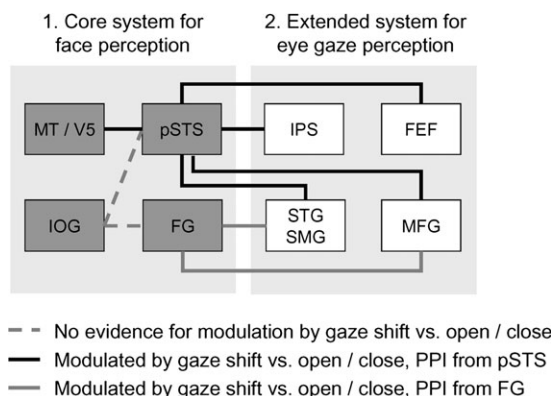 1. Core system for
face perception
2. Extended system for
eye gaze perception
MT / V5
pSTS
IPS
FEF
IOG
FG
STG
SMG
MFG
No evidence for modulation by gaze shift vs. open / close
Modulated by gaze shift vs. open / close, PPI from pSTS
Modulated by gaze shift vs. open / close, PPI from FG